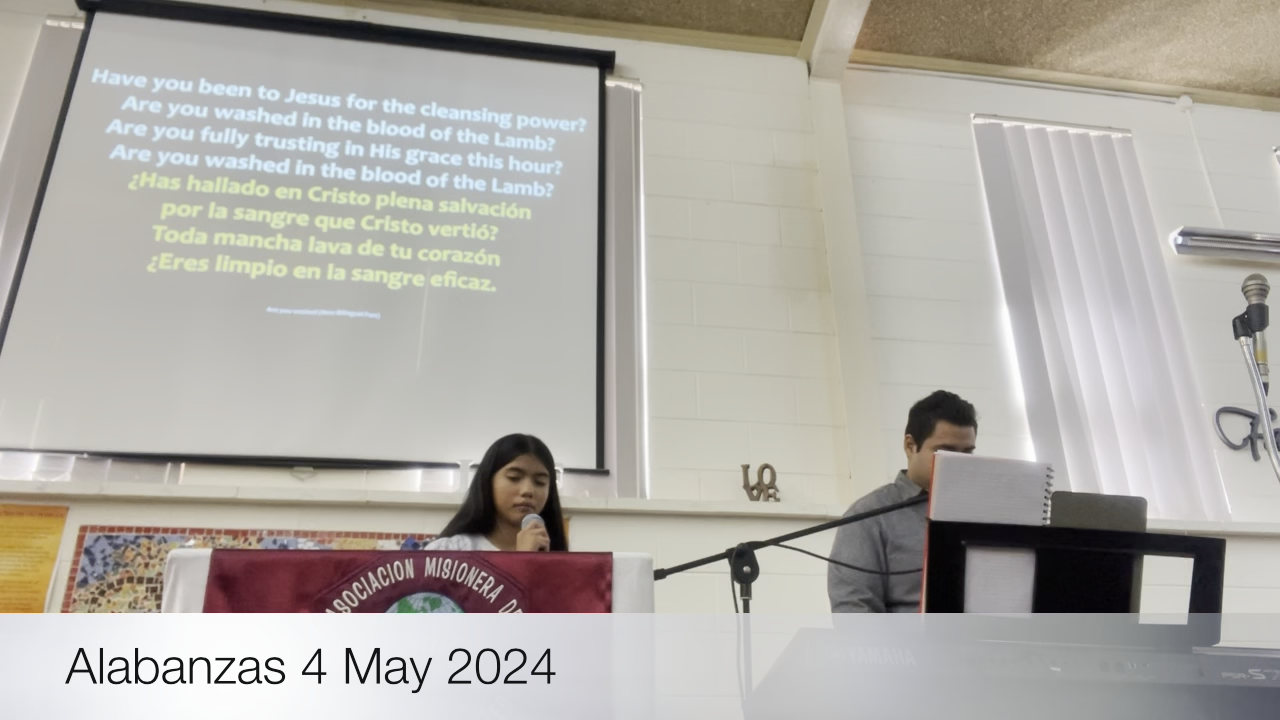 Have you been to Jesus for the cleansing power?
Are you washed in the blood of the Lamb?
Are you fully trusting in His grace this hour?
Are you washed in the blood of the Lamb?
¿Has hallado en Cristo plena salvación
por la sangre que Cristo vertió?
Toda mancha lava de tu corazón
¿Eres limpio en la sangre eficaz.
LO
VE
ASOCIACION MISIONERA DE
YAMAHA
Alabanzas 4 May 2024